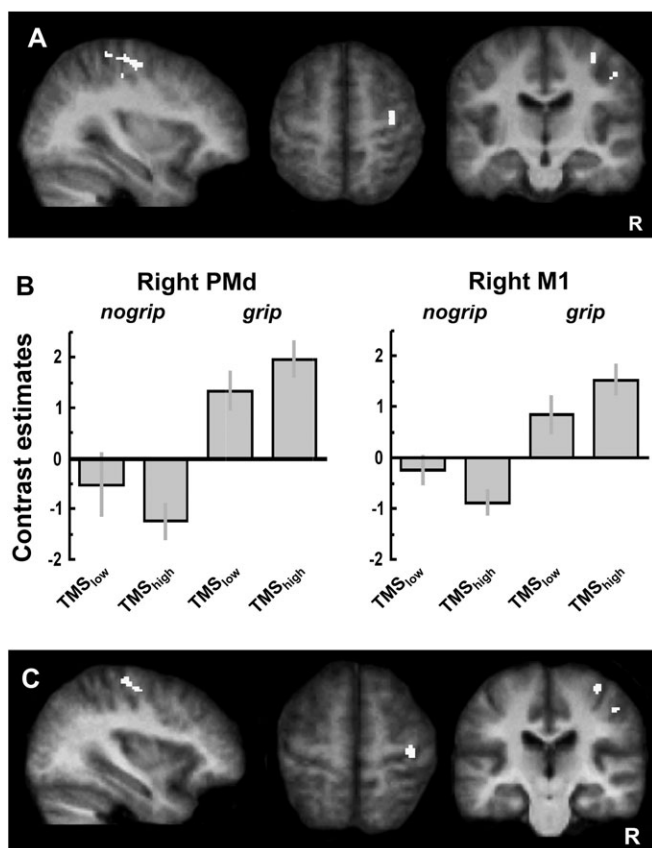 A
R
B
Right PMd
Right M1
nogrip
grip
nogrip
grip
Contrast estimates
2
1
0
-1
-2
2
1
0
-1
-2
TMSlow
TMShigh
TMSlow
TMShigh
TMSlow
TMShigh
TMSlow
TMShigh
C
R